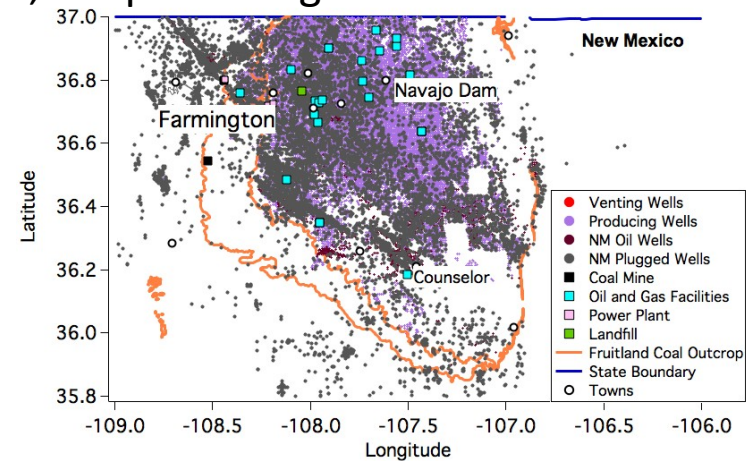 37.0
36.8
36.6
36.4
36.2
36.0
35.8
Latitude
New Mexico
Navajo Dam
Farmington
Counselor
Venting Wells
Producing Wells
NM Oil Wells
NM Plugged Wells
Coal Mine
Oil and Gas Facilities
Power Plant
Landfill
Fruitland Coal Outcrop
State Boundary
Towns
-109.0 -108.5 -108.0 -107.5 -107.0 -106.5 -106.0
Longitude